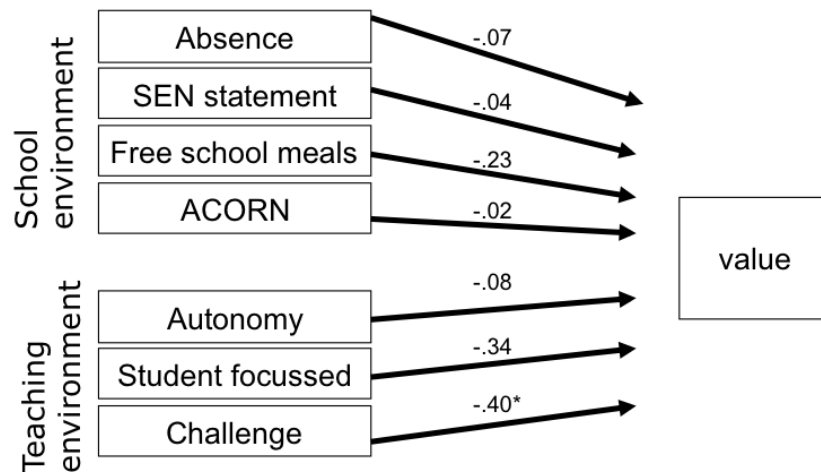 School
environment
Absence
SEN statement
Free school meals
ACORN
-.07
-.04
-.23
-.02
Teaching
environment
Autonomy
Student focussed
Challenge
-.08
-.34
-.40*
value